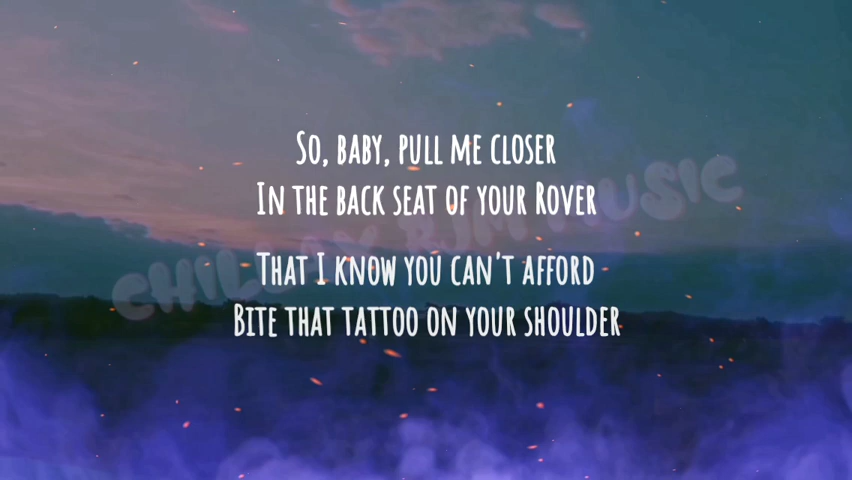 So, baby, pull me closer
In the back seat of your Rover
That I know you can't afford
Bite that tattoo on your shoulder